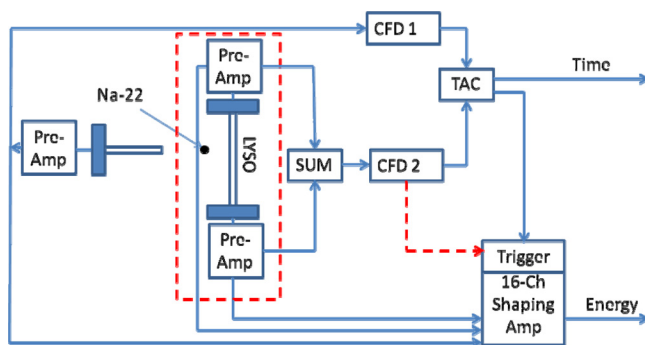 CFD 1
Pre-
Amp
TAC
Time
Na-22
LYSO
Pre-
Amp
SUM
CFD 2
Pre-
Amp
Trigger
16-Ch
Shaping
Amp
Energy